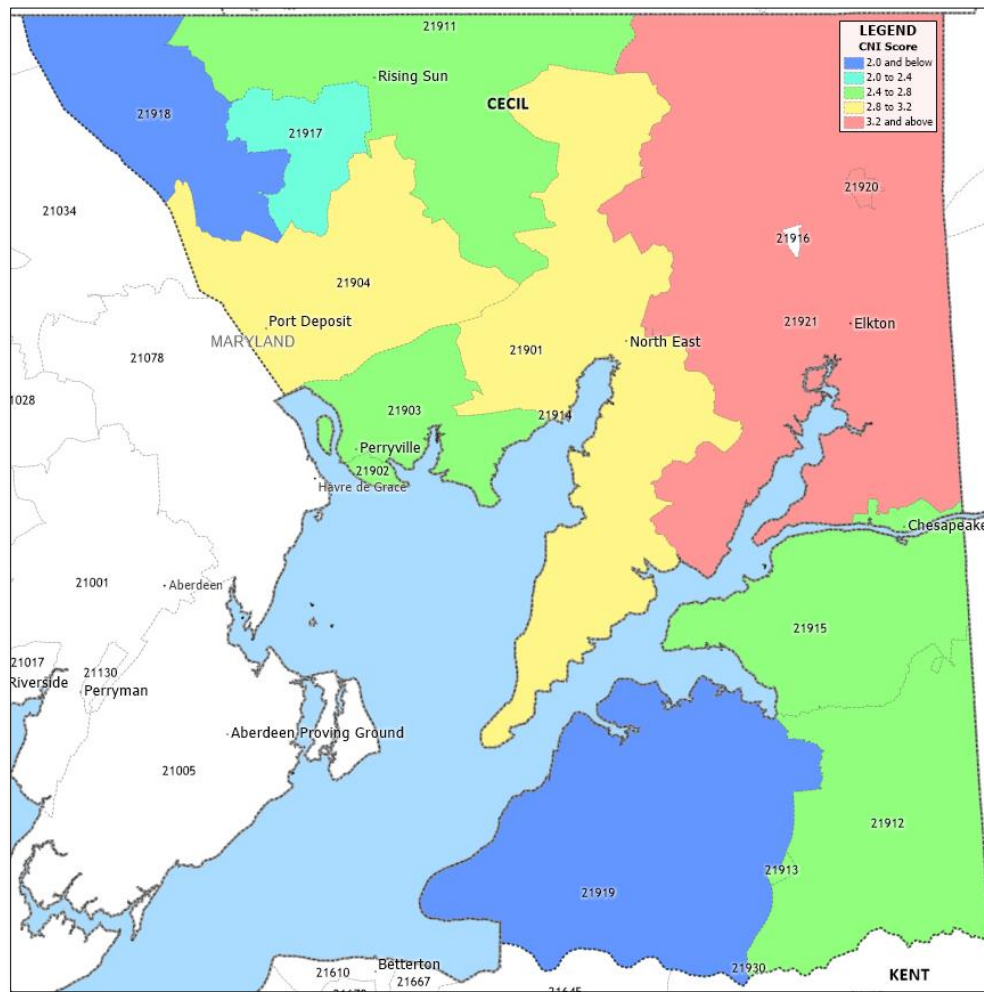 21911
LEGEND
CNI Score
2.0 and below
2.0 to 2.4
2.4 to 2.8
2.8 to 3.2
3.2 and above
Rising Sun
CECIL
21918
21917
21920
21034
21916
21904
21921
Elkton
Port Deposit
MARYLAND
North East
21901
21078
1028
21903
21914
Perryville
21902
Havre de Grace
Chesapeake
21001
Aberdeen
21915
21017
21130
Riverside
Perryman
Aberdeen Proving Ground
21005
21912
21913
21919
Betterton
21930
KENT
21610
21667
21645